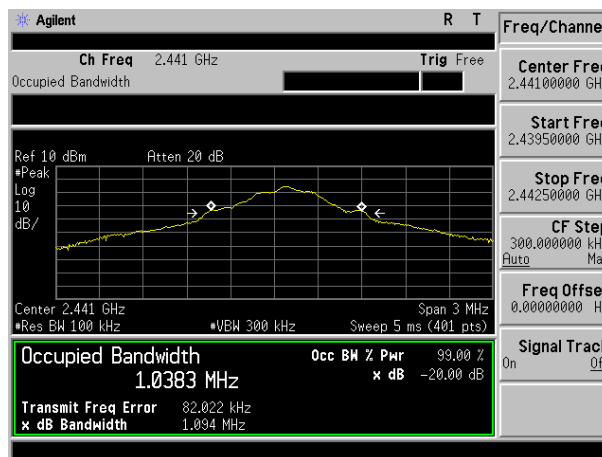 Agilent R T
Freq/Channe
Ch Freq 2.441 GHz Trig Free
Occupied Bandwidth
Center Fre
2.44100000 GH
Start Fre
2.43950000 GH
Stop Fre
2.44250000 GH
CF Ste
300.000000 kH
Auto Ma
Freq Offse
0.00000000 H
Signal Trac
On Of
Ref 10 dBm Atten 20 dB
#Peak
Log
10
dB/
Center 2.441 GHz Span 3 MHz
#Res BW 100 kHz #VBW 300 kHz Sweep 5 ms (401 pts)
Occupied Bandwidth Occ BW % Pwr 99.00 %
1.0383 MHz x dB -20.00 dB
Transmit Freq Error 82.022 kHz
x dB Bandwidth 1.094 MHz